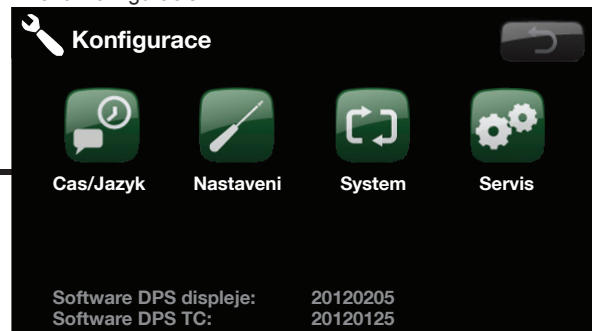 Konfigurace
Cas/Jazyk Nastaveni System Servis
Software DPS displeje: 20120205
Software DPS TC: 20120125